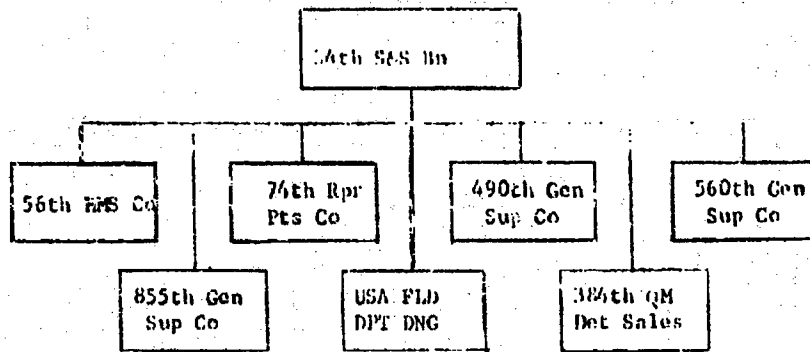 S&S Bn
56th HMS Co
74th Rpr
Pts Co
490th Gen
Sup Co
560th Gen
Sup Co
855th Gen
Sup Co
USA FLD
DPT DNG
384th QM
Det Sales